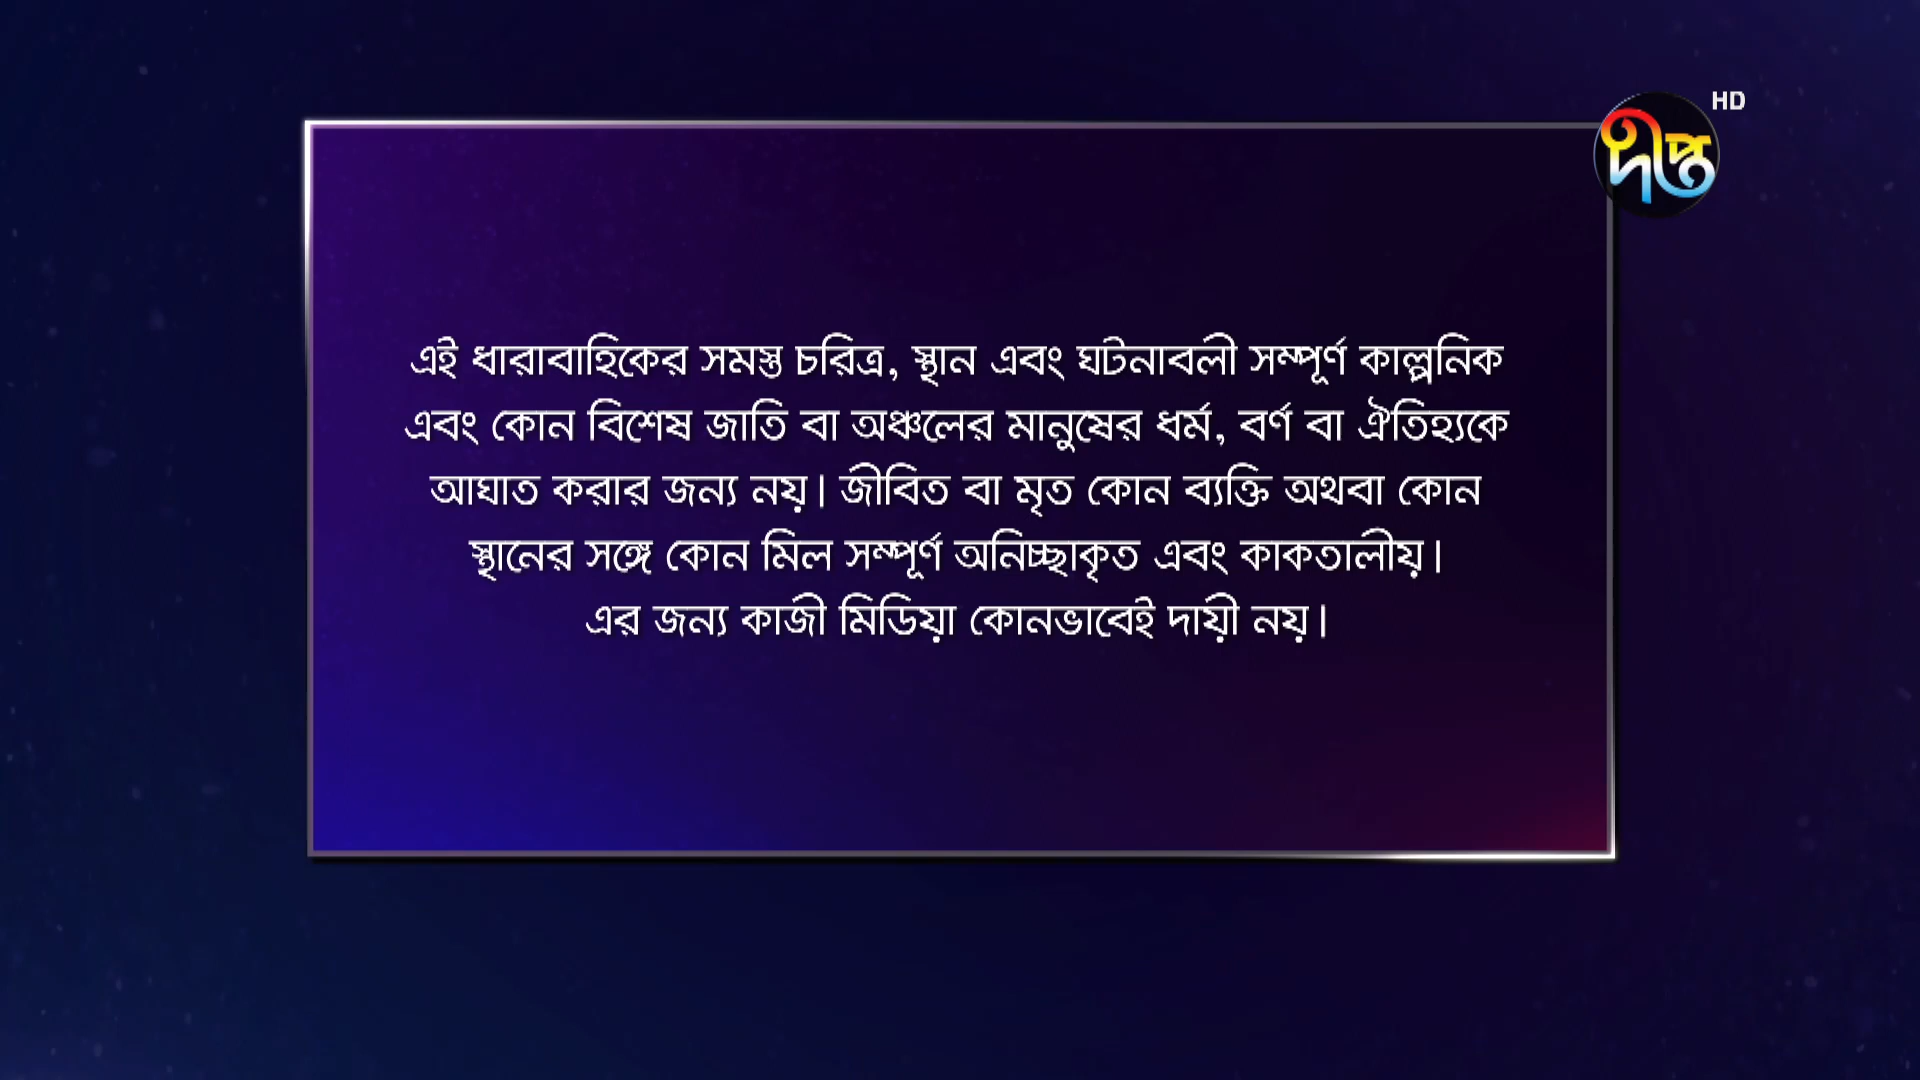 HD
দীপ্ত
এই ধারাবাহিকের সমস্ত চরিত্র, স্থান এবং ঘটনাবলী সম্পূর্ণ কাল্পনিক
এবং কোন বিশেষ জাতি বা অঞ্চলের মানুষের ধর্ম, বর্ণ বা ঐতিহ্যকে
আঘাত করার জন্য নয়। জীবিত বা মৃত কোন ব্যক্তি অথবা কোন
স্থানের সঙ্গে কোন মিল সম্পূর্ণ অনিচ্ছাকৃত এবং কাকতালীয়।
এর জন্য কাজী মিডিয়া কোনভাবেই দায়ী নয়।